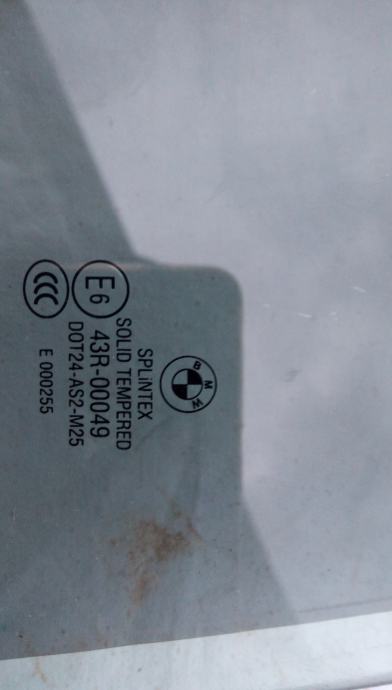 BMW
SPLiNTEX
SOLID TEMPERED
E6 43R-00049
DOT24-AS2-M25
CCC E 000255